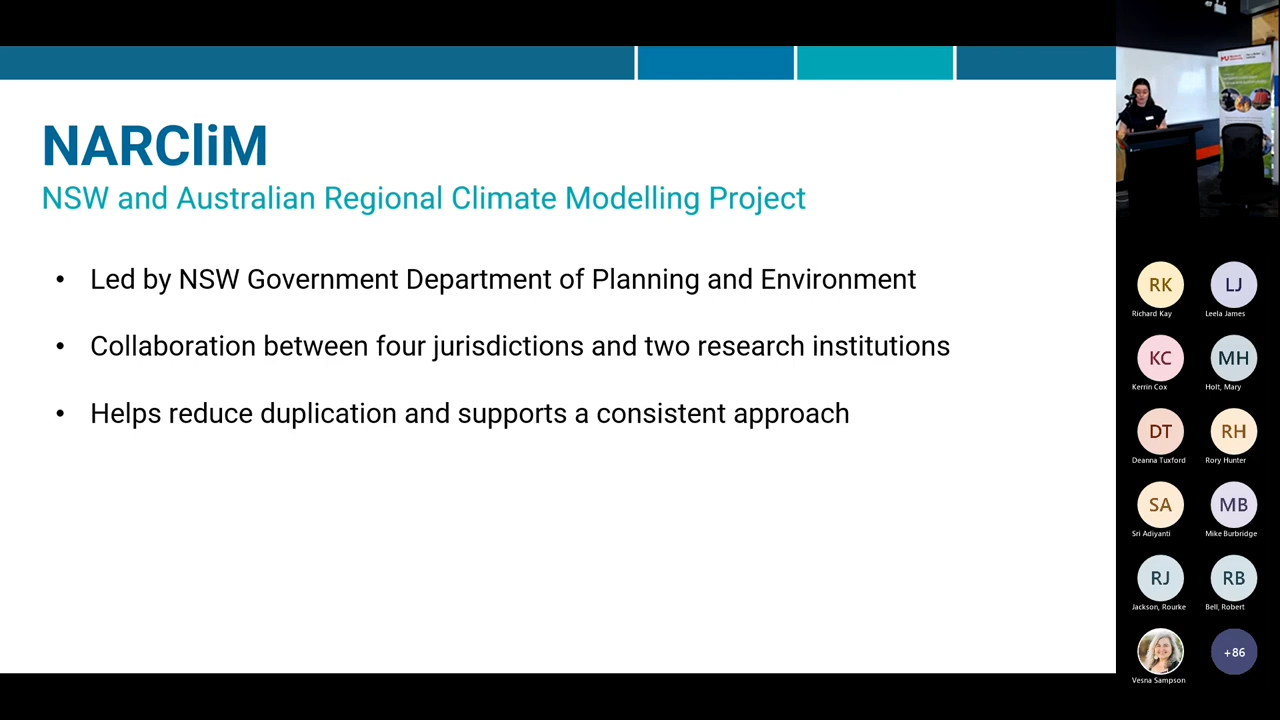 NARCliM
NSW and Australian Regional Climate Modelling Project
• Led by NSW Government Department of Planning and Environment
• Collaboration between four jurisdictions and two research institutions
• Helps reduce duplication and supports a consistent approach
RK
LJ
Richard Kay
Leela James
KC
MH
Kerrin Cox
Holt, Mary
DT
RH
Deanna Tuxford
Rory Hunter
SA
MB
Sri Adiyanti
Mike Burbridge
RJ
RB
Jackson, Rourke
Bell, Robert
+86
Vesna Sampson